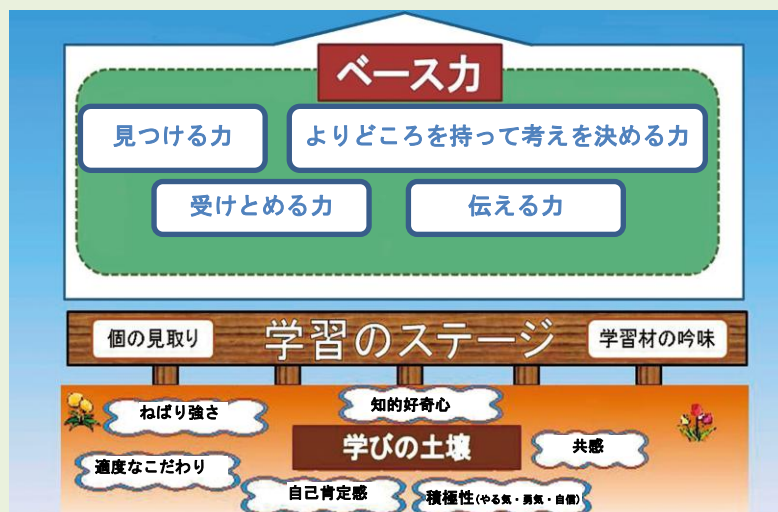 ベース力
見つける力
よりどころを持って考えを決める力
受けとめる力
伝える力
個の見取り
学習のステージ
学習材の吟味
ねばり強さ
知的好奇心
学びの土壌
共感
適度なこだわり
自己肯定感
積極性(やる気・勇気・自信)